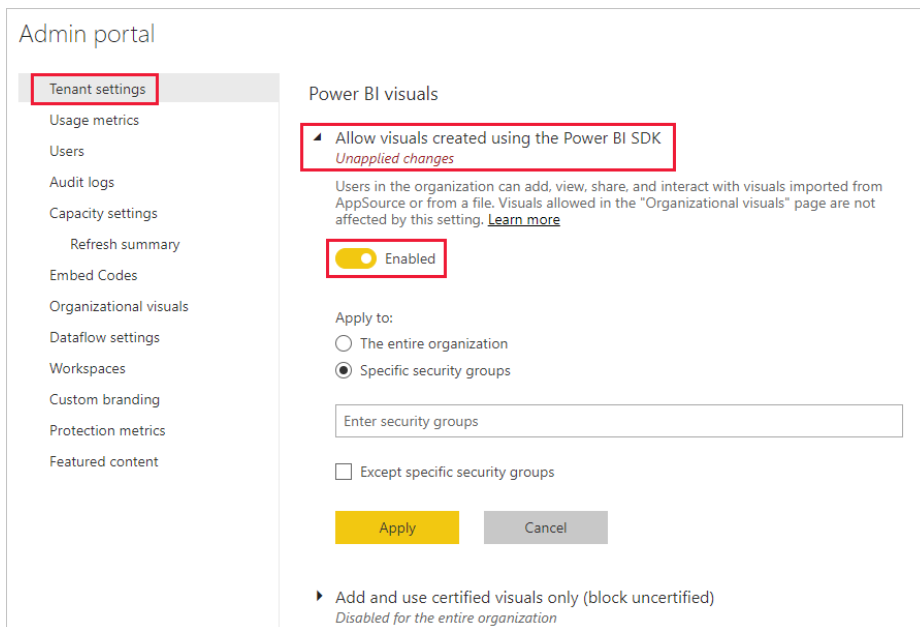 Admin portal
Tenant settings
Usage metrics
Users
Audit logs
Capacity settings
Refresh summary
Embed Codes
Organizational visuals
Dataflow settings
Workspaces
Custom branding
Protection metrics
Featured content
Power BI visuals
Allow visuals created using the Power BI SDK
Unapplied changes
Users in the organization can add, view, share, and interact with visuals imported from
AppSource or from a file. Visuals allowed in the "Organizational visuals" page are not
affected by this setting. Learn more
Enabled
Apply to:
The entire organization
Specific security groups
Enter security groups
Except specific security groups
Apply
Cancel
Add and use certified visuals only (block uncertified)
Disabled for the entire organization